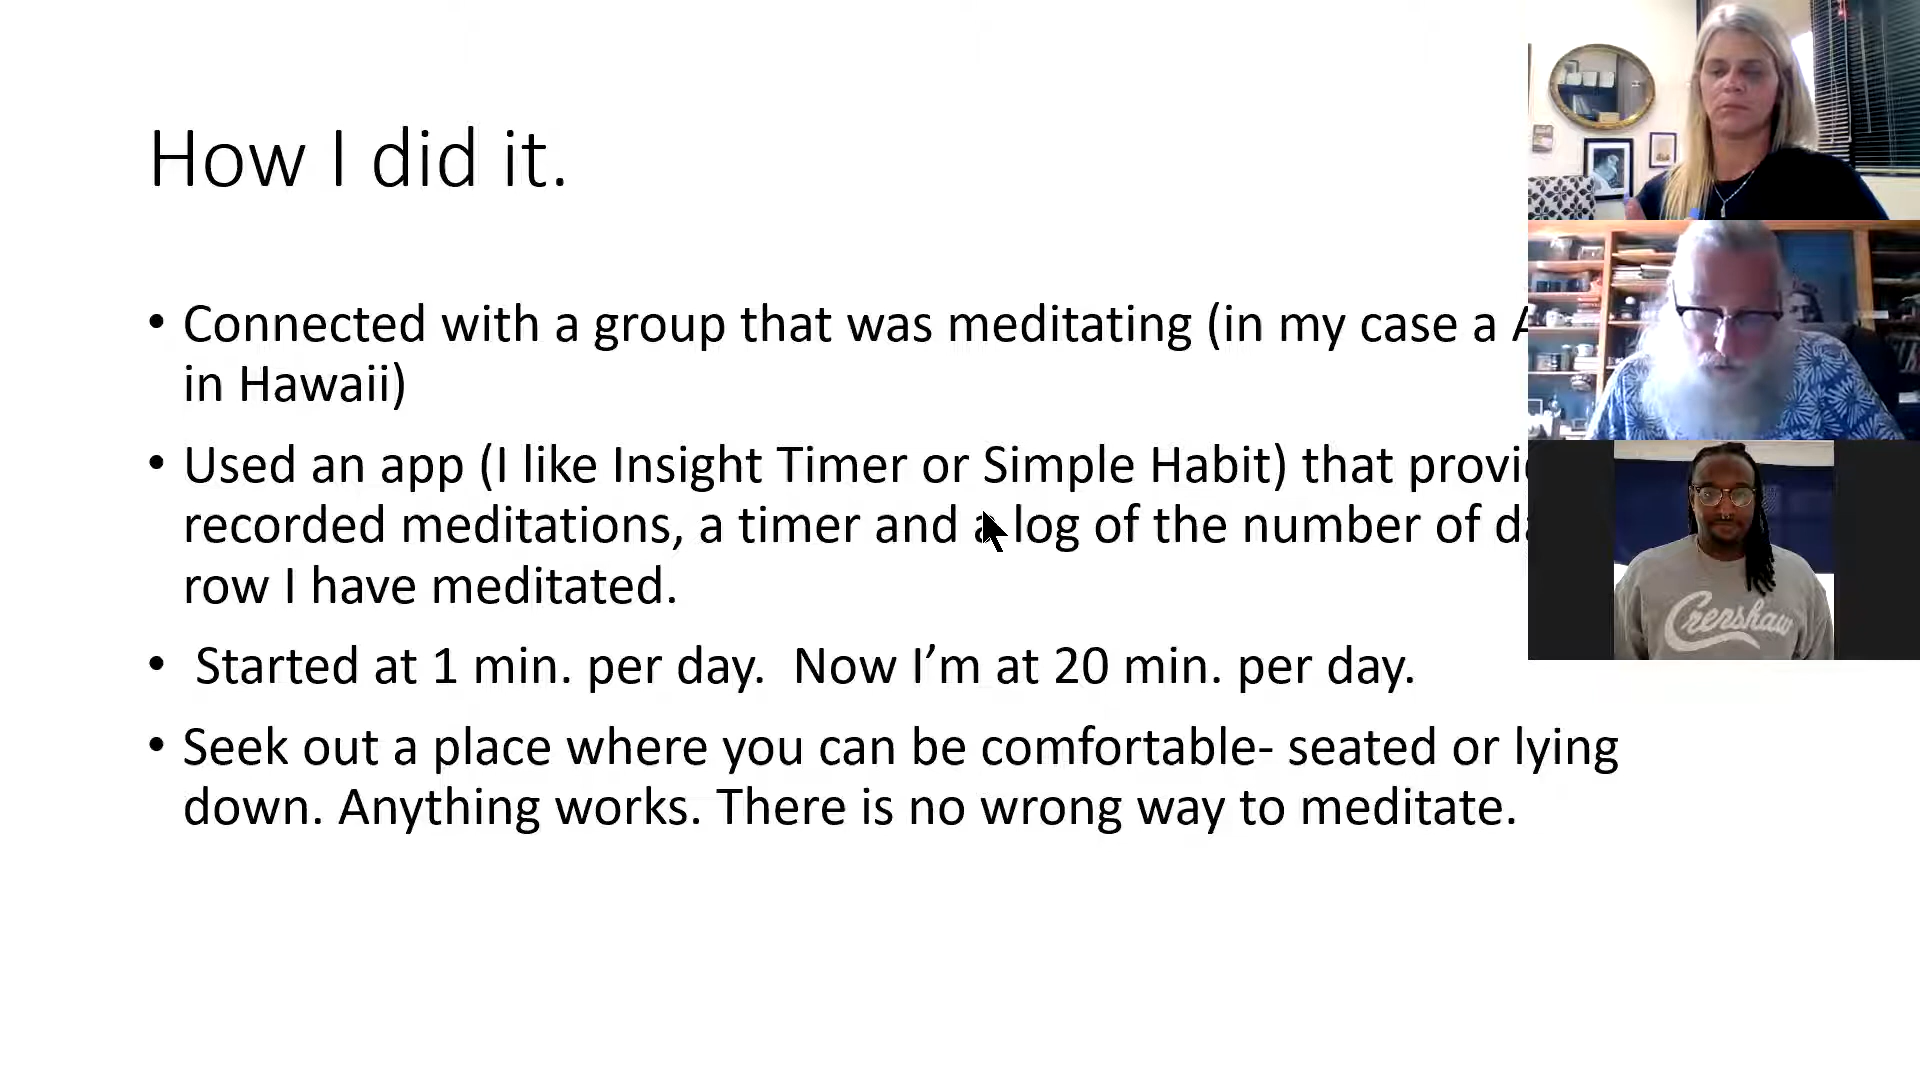 How I did it.
• Connected with a group that was meditating (in my case a
in Hawaii)
• Used an app (I like Insight Timer or Simple Habit) that
recorded meditations, a timer and a log of the number of
row I have meditated.
• Started at 1 min. per day.  Now I’m at 20 min. per day.
• Seek out a place where you can be comfortable- seated or lying
down. Anything works. There is no wrong way to meditate.
Crenshaw